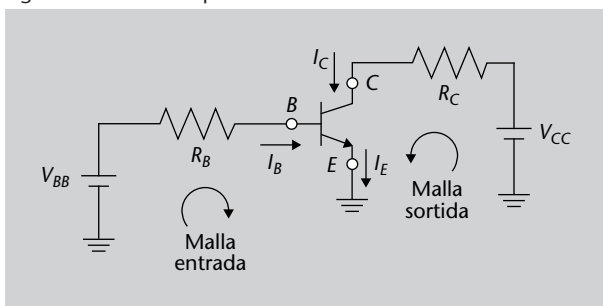 I_C
C
R_C
V_CC
B
R_B
I_B
E
I_E
V_BB
Malla
entrada
Malla
sortida